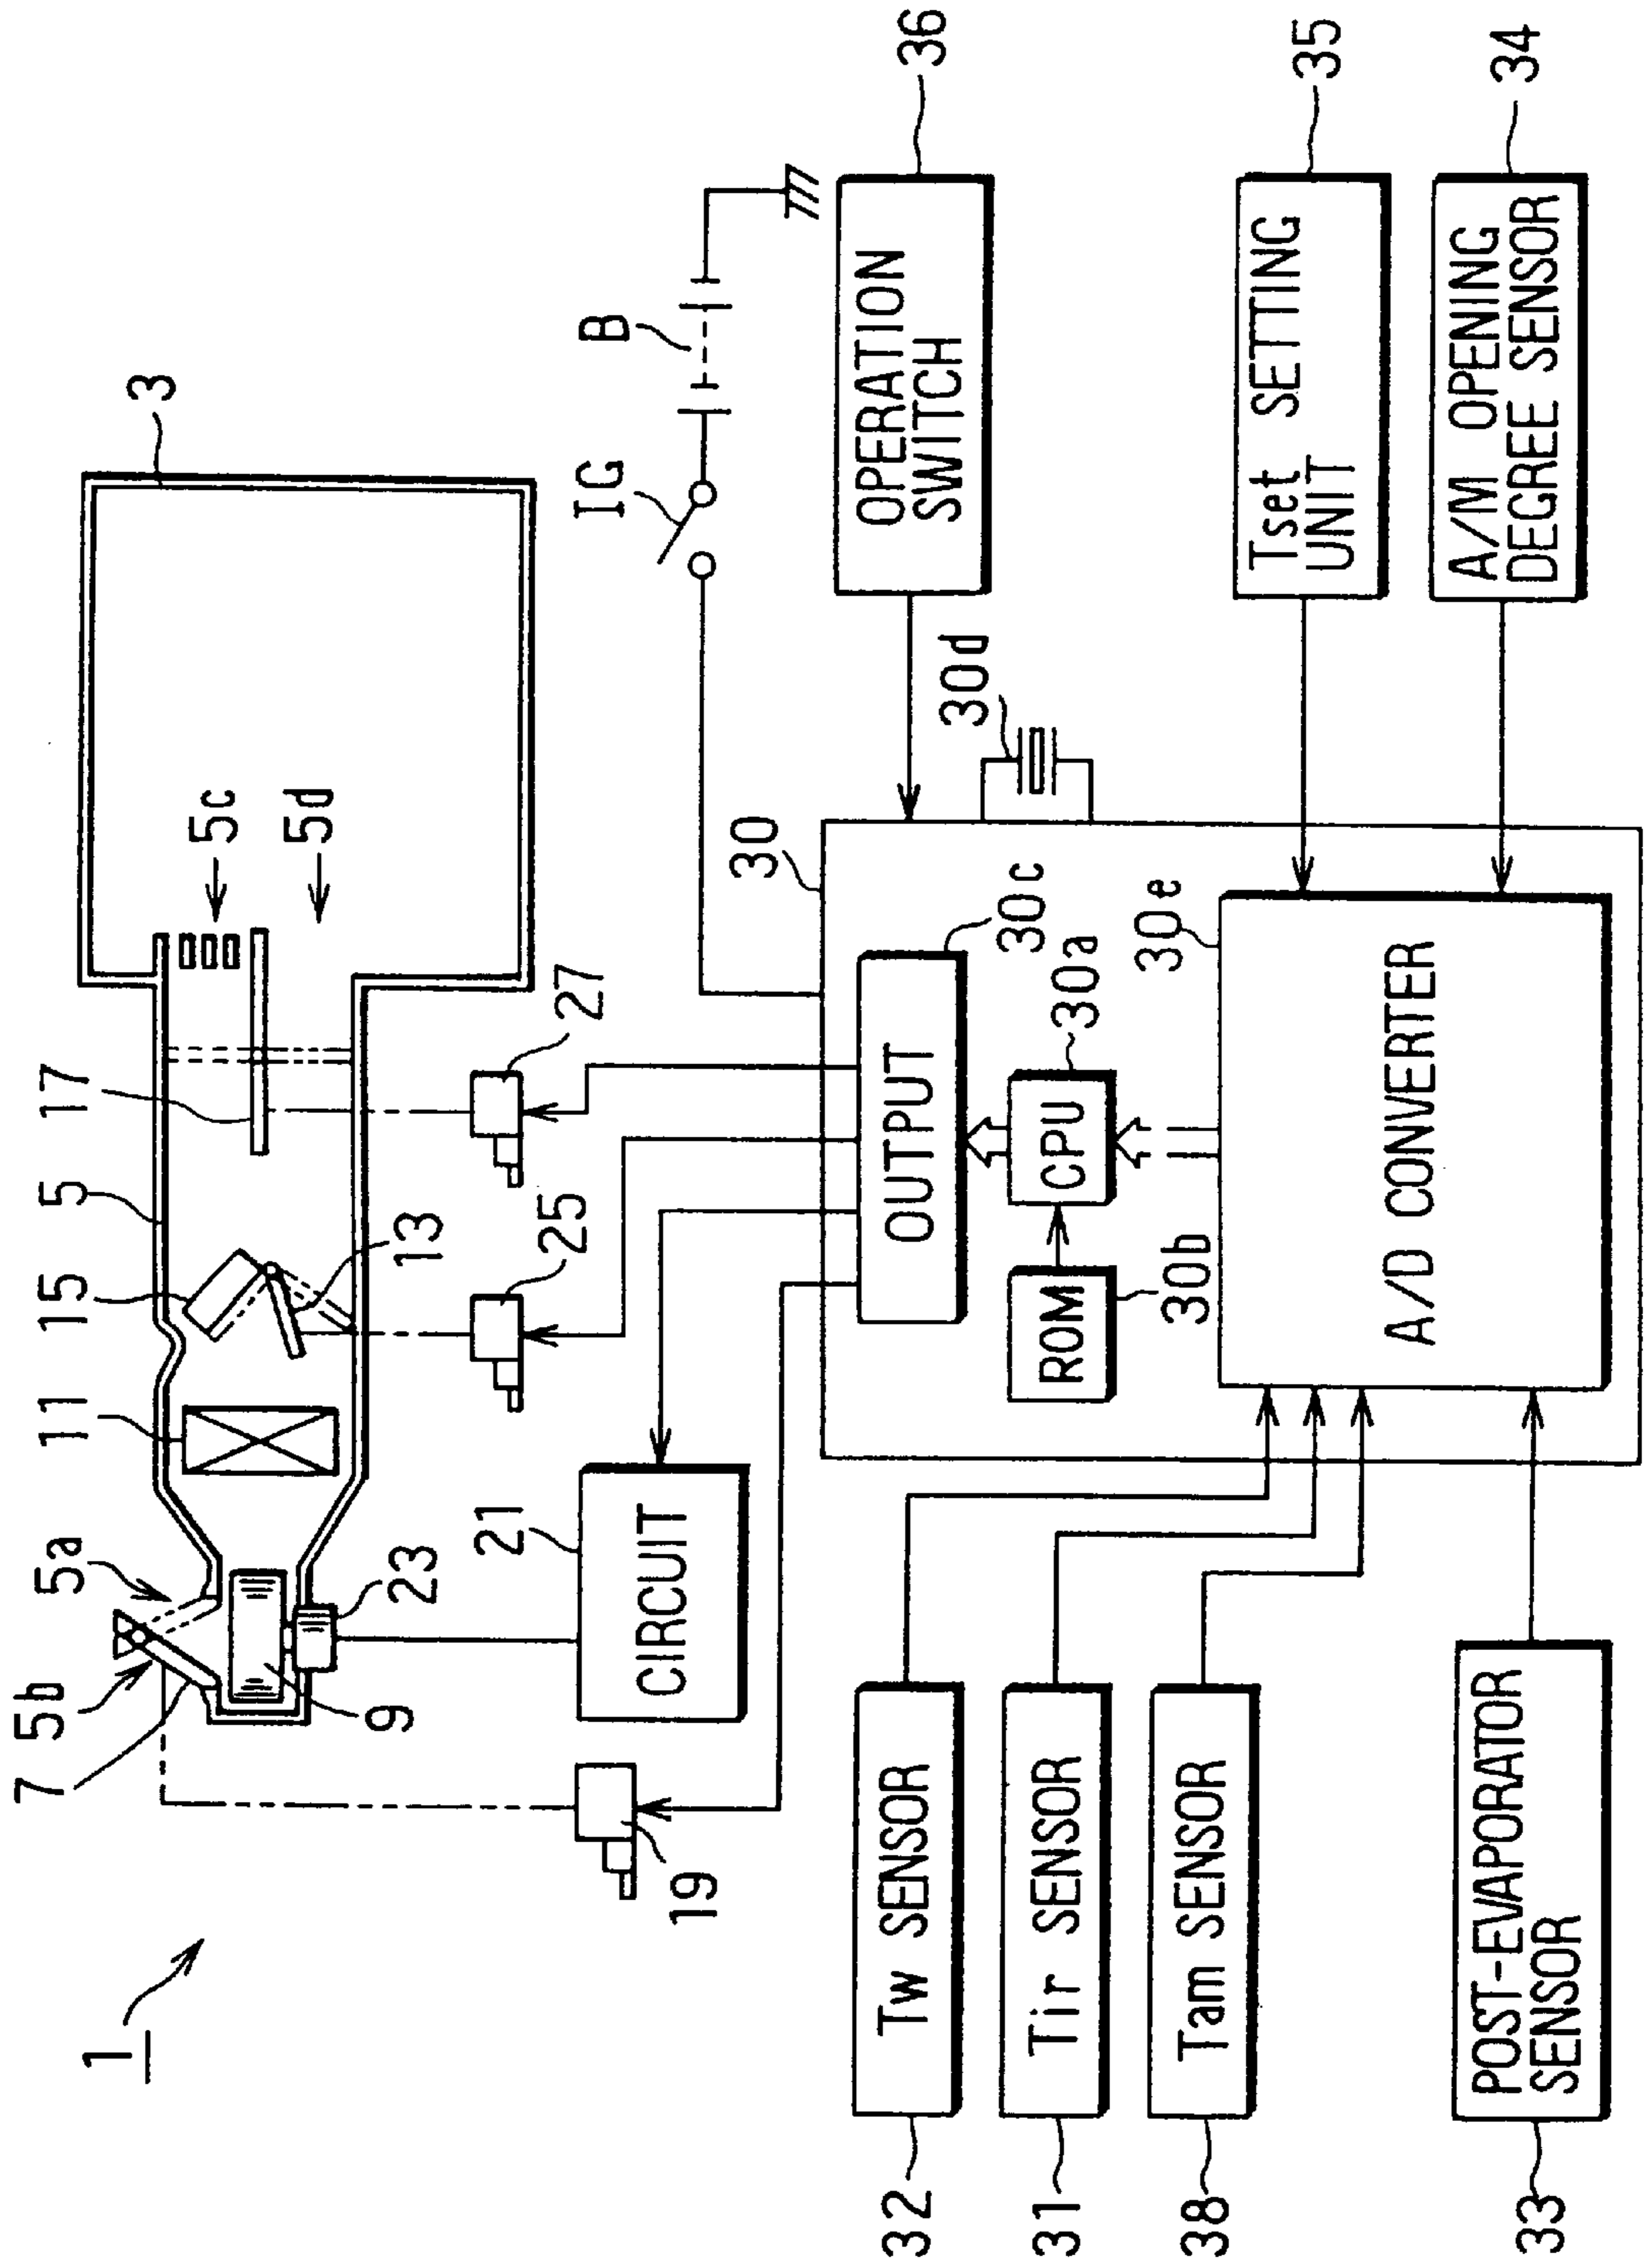 1
5b
5a
7
9
23
11
15
13
5
17
5c
5d
3
19
21
CIRCUIT
25
27
IG
B
30
OUTPUT
30c
CPU
30a
ROM
30b
30d
30e
A/D CONVERTER
OPERATION
SWITCH
36
Tset SETTING
UNIT
35
A/M OPENING
DEGREE SENSOR
34
32
Tw SENSOR
31
Tir SENSOR
38
Tam SENSOR
33
POST-EVAPORATOR
SENSOR